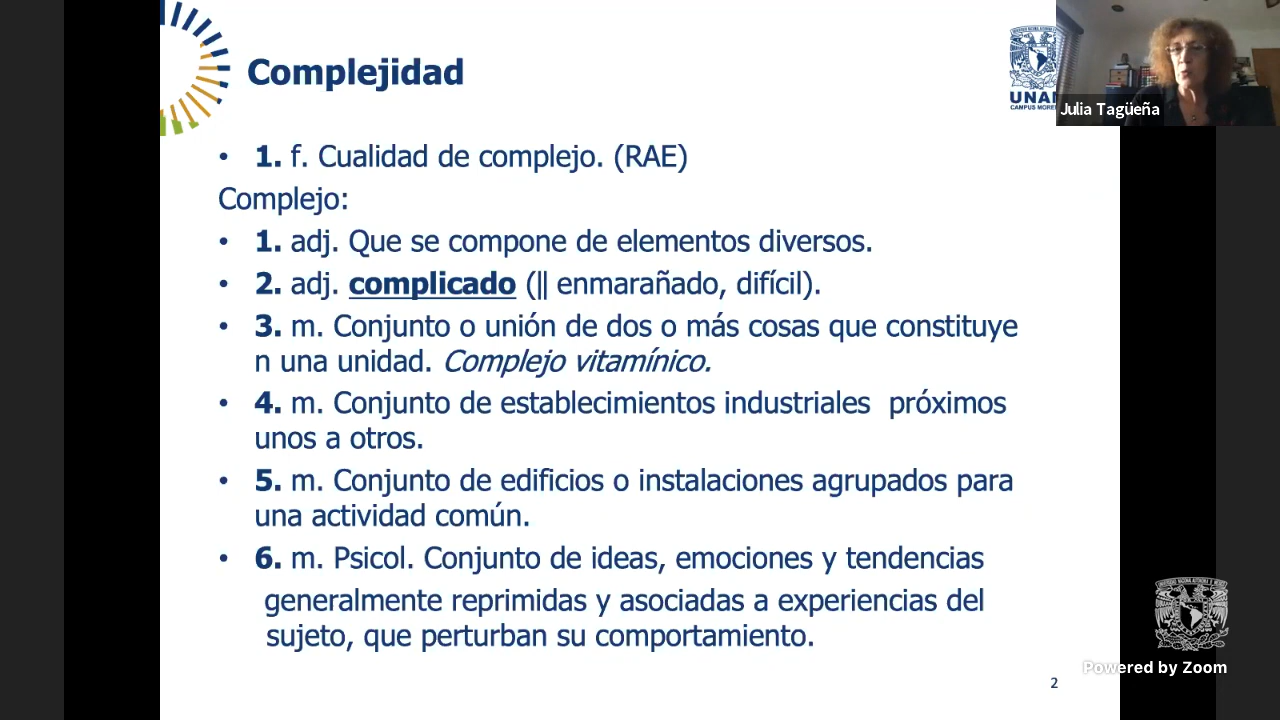 Complejidad
UNA
CAMPUS MORE
Julia Tagüeña
• 1. f. Cualidad de complejo. (RAE)
Complejo:
• 1. adj. Que se compone de elementos diversos.
• 2. adj. complicado (‖ enmarañado, difícil).
• 3. m. Conjunto o unión de dos o más cosas que constituye
n una unidad. Complejo vitamínico.
• 4. m. Conjunto de establecimientos industriales próximos
unos a otros.
• 5. m. Conjunto de edificios o instalaciones agrupados para
una actividad común.
• 6. m. Psicol. Conjunto de ideas, emociones y tendencias
generalmente reprimidas y asociadas a experiencias del
sujeto, que perturban su comportamiento.
Powered by Zoom
2